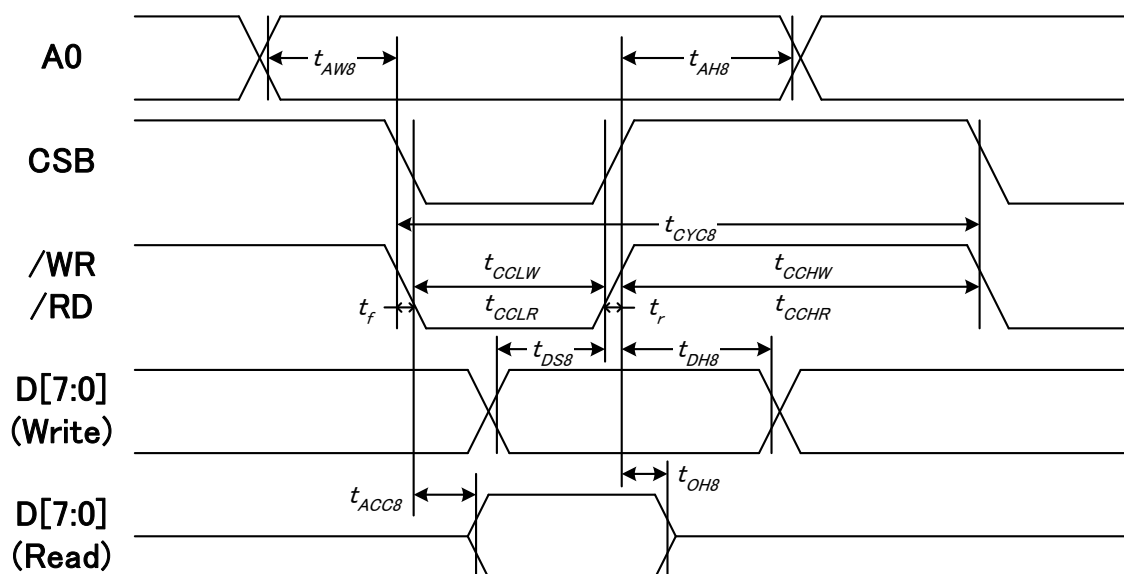 A0
t_AW8
t_AH8
CSB
t_CYC8
/WR
/RD
t_CCLW
t_CCHW
t_f
t_CCLR
t_r
t_CCHR
t_DS8
t_DH8
D[7:0]
(Write)
t_ACC8
t_OH8
D[7:0]
(Read)